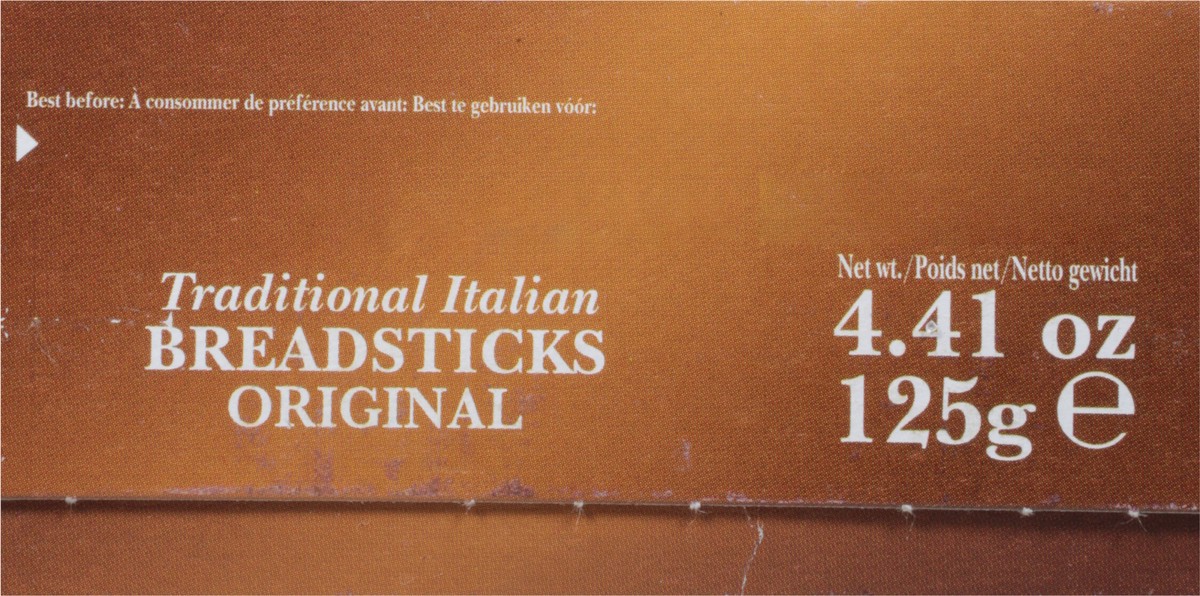 Best before: À consommer de préférence avant: Best te gebruiken vóór:
Traditional Italian
BREADSTICKS
ORIGINAL
Net wt./Poids net/Netto gewicht
4.41 oz
125g ℮